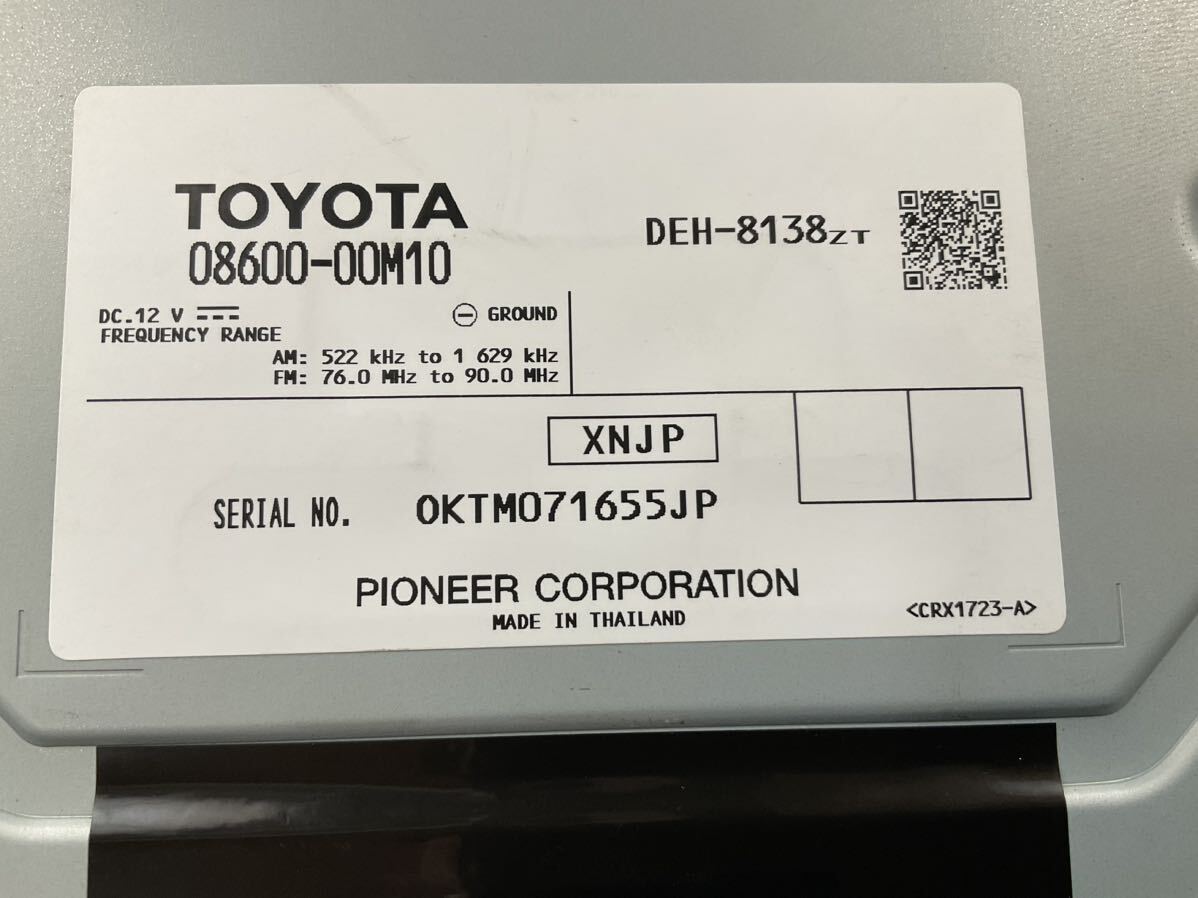 TOYOTA
08600-00M10
DEH-8138ZT
DC.12 V
GROUND
FREQUENCY RANGE
AM: 522 kHz to 1 629 kHz
FM: 76.0 MHz to 90.0 MHz
XNJP
SERIAL NO. OKTM071655JP
PIONEER CORPORATION
MADE IN THAILAND
<CRX1723-A>